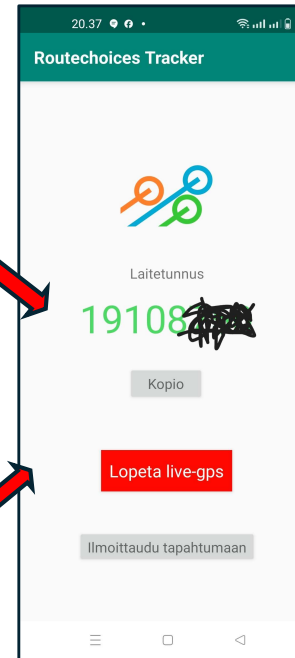 20.37
Routechoices Tracker
Laitetunnus
19108
Kopio
Lopeta live-gps
Ilmoittaudu tapahtumaan